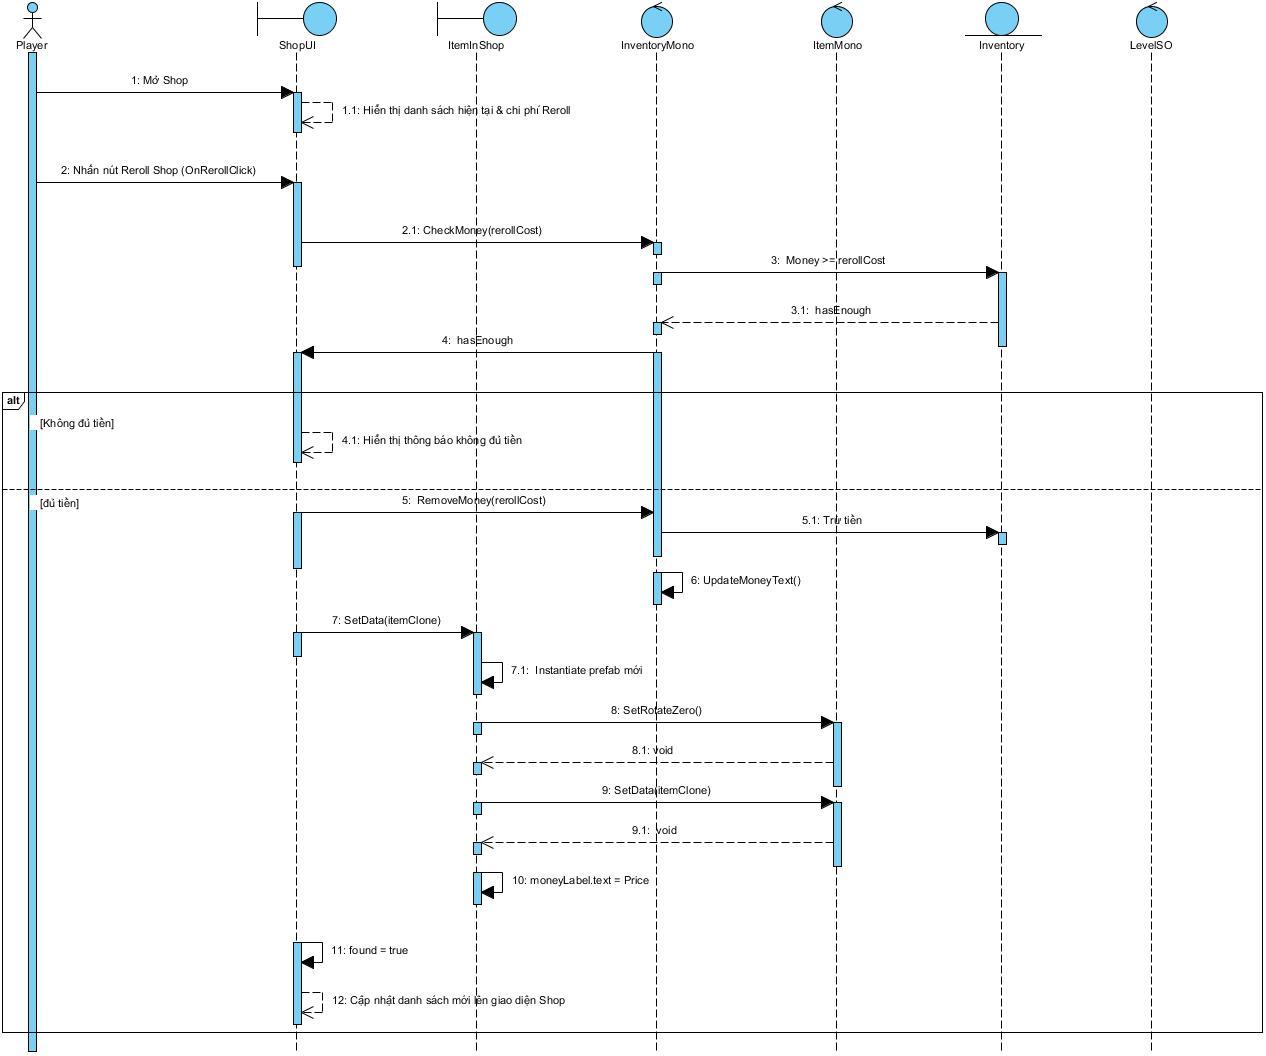 Player
ShopUI
ItemInShop
InventoryMono
ItemMono
Inventory
LevelSO
1: Mở Shop
1.1: Hiển thị danh sách hiện tại & chi phí Reroll
2: Nhấn nút Reroll Shop (OnRerollClick)
2.1: CheckMoney(rerollCost)
3: Money >= rerollCost
3.1: hasEnough
4: hasEnough
alt
[Không đủ tiền]
4.1: Hiển thị thông báo không đủ tiền
[đủ tiền]
5: RemoveMoney(rerollCost)
5.1: Trừ tiền
6: UpdateMoneyText()
7: SetData(itemClone)
7.1: Instantiate prefab mới
8: SetRotateZero()
8.1: void
9: SetData(itemClone)
9.1: void
10: moneyLabel.text = Price
11: found = true
12: Cập nhật danh sách mới lên giao diện Shop